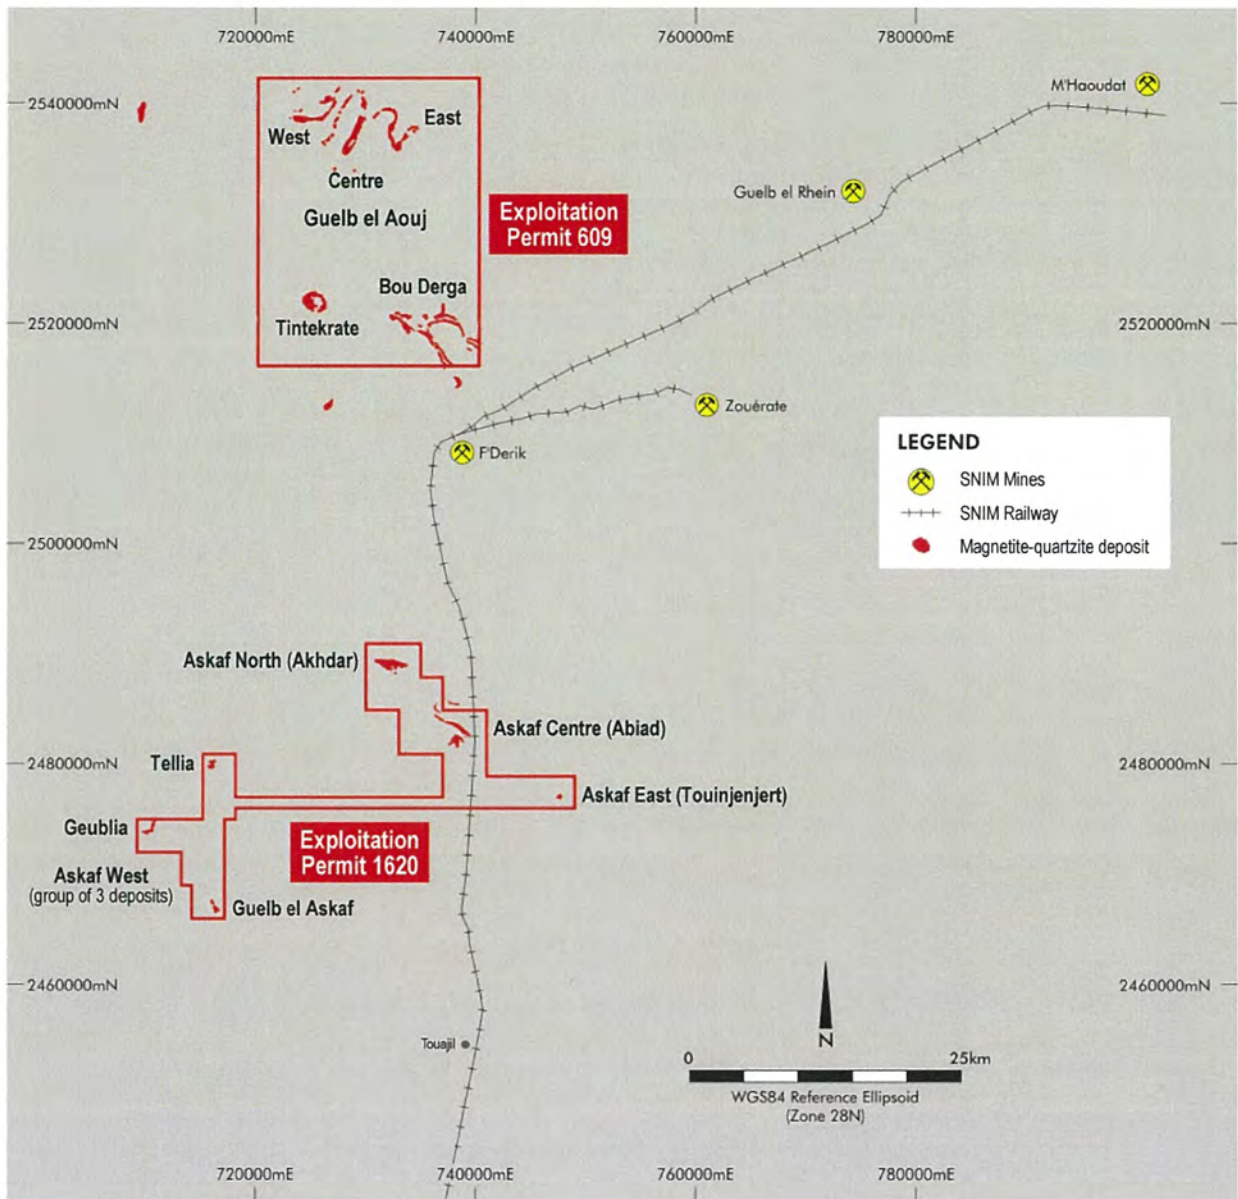 720000mE
740000mE
760000mE
780000mE
M'Haoudat
2540000mN
East
West
Centre
Guelb el Rhein
Guelb el Aouj
Exploitation
Permit 609
Bou Derga
Tintekrate
2520000mN
2520000mN
Zouérate
F'Derik
LEGEND
SNIM Mines
SNIM Railway
Magnetite-quartzite deposit
2500000mN
Askaf North (Akhdar)
Askaf Centre (Abiad)
Tellia
2480000mN
2480000mN
Askaf East (Touinjenjert)
Geublia
Exploitation
Permit 1620
Askaf West
(group of 3 deposits)
Guelb el Askaf
2460000mN
2460000mN
N
Touajil
0
25km
WGS84 Reference Ellipsoid
(Zone 28N)
720000mE
740000mE
760000mE
780000mE